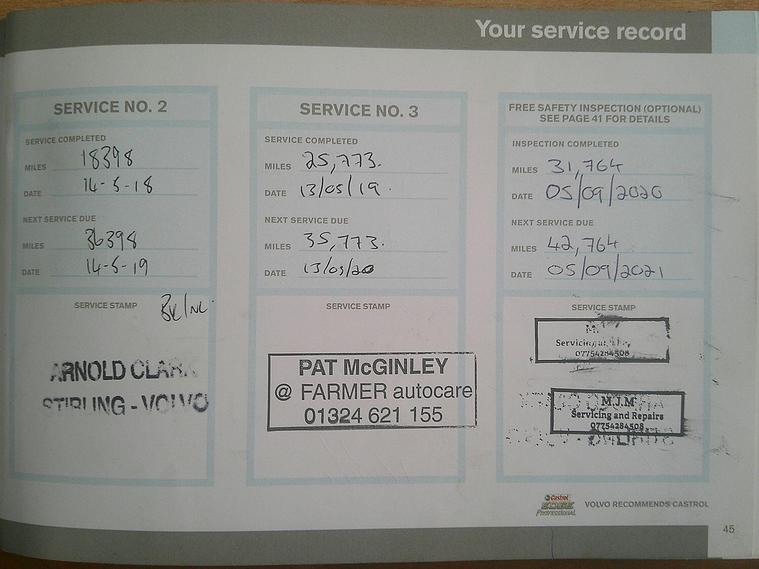 Your service record
SERVICE NO. 2
SERVICE COMPLETED
MILES 18398
DATE 14-5-18
NEXT SERVICE DUE
MILES 36398
DATE 14-5-19
SERVICE STAMP
ARNOLD CLARK
STIRLING - VOLVO
SERVICE NO. 3
SERVICE COMPLETED
MILES 25,773.
DATE 13/05/19.
NEXT SERVICE DUE
MILES 35,773.
DATE 13/05/20
SERVICE STAMP
PAT McGINLEY
@ FARMER autocare
01324 621 155
FREE SAFETY INSPECTION (OPTIONAL)
SEE PAGE 41 FOR DETAILS
INSPECTION COMPLETED
MILES 31,764
DATE 05/09/2020
NEXT SERVICE DUE
MILES 42,764
DATE 05/09/2021
SERVICE STAMP
Servicing
07754284508
M.J.M
Servicing and Repairs
07754284508
Castrol
EDGE
Professional
VOLVO RECOMMENDS CASTROL
45